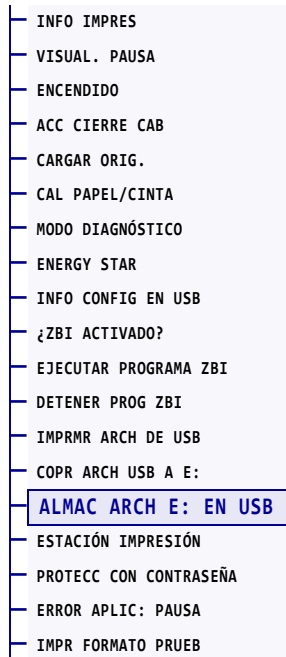 INFO IMPRES
VISUAL. PAUSA
ENCENDIDO
ACC CIERRE CAB
CARGAR ORIG.
CAL PAPEL/CINTA
MODO DIAGNÓSTICO
ENERGY STAR
INFO CONFIG EN USB
¿ZBI ACTIVADO?
EJECUTAR PROGRAMA ZBI
DETENER PROG ZBI
IMPRMR ARCH DE USB
COPR ARCH USB A E:
ALMAC ARCH E: EN USB
ESTACIÓN IMPRESIÓN
PROTECC CON CONTRASEÑA
ERROR APLIC: PAUSA
IMPR FORMATO PRUEB